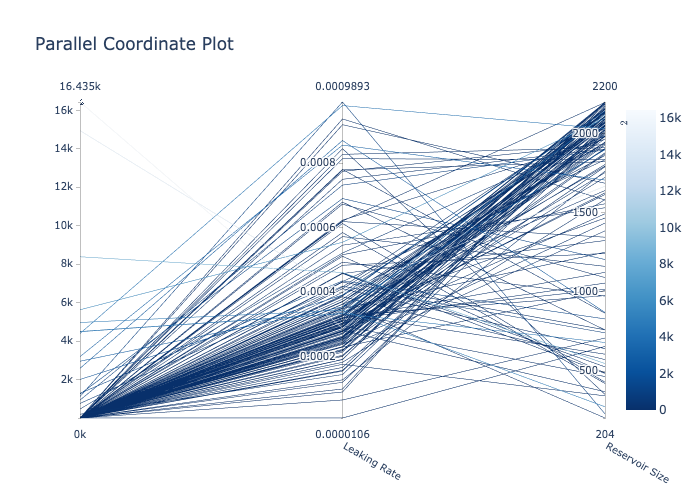 Parallel Coordinate Plot
16.435k
0.0009893
2200
16k
14k
12k
10k
8k
6k
4k
2k
0k
0.0008
0.0006
0.0004
0.0002
0.0000106
Leaking Rate
2000
1500
1000
500
204
Reservoir Size
2
16k
14k
12k
10k
8k
6k
4k
2k
0